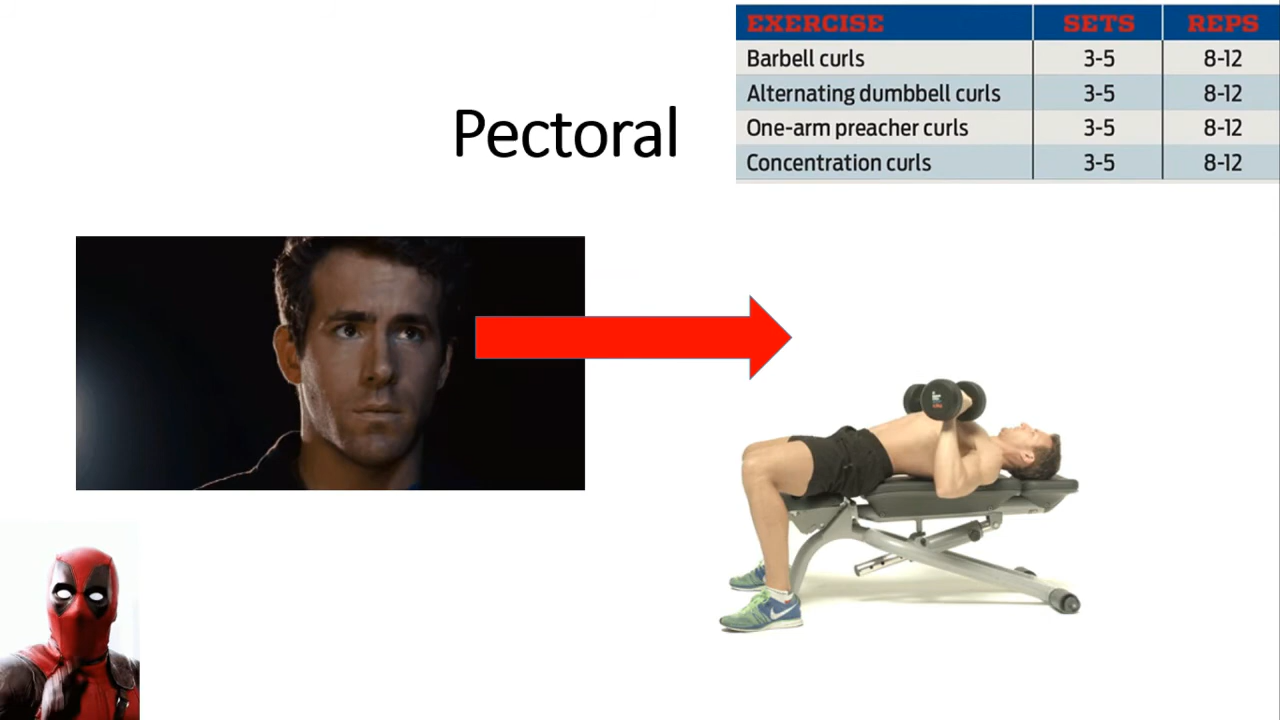 EXERCISE SETS REPS
Barbell curls 3-5 8-12
Alternating dumbbell curls 3-5 8-12
One-arm preacher curls 3-5 8-12
Concentration curls 3-5 8-12
Pectoral